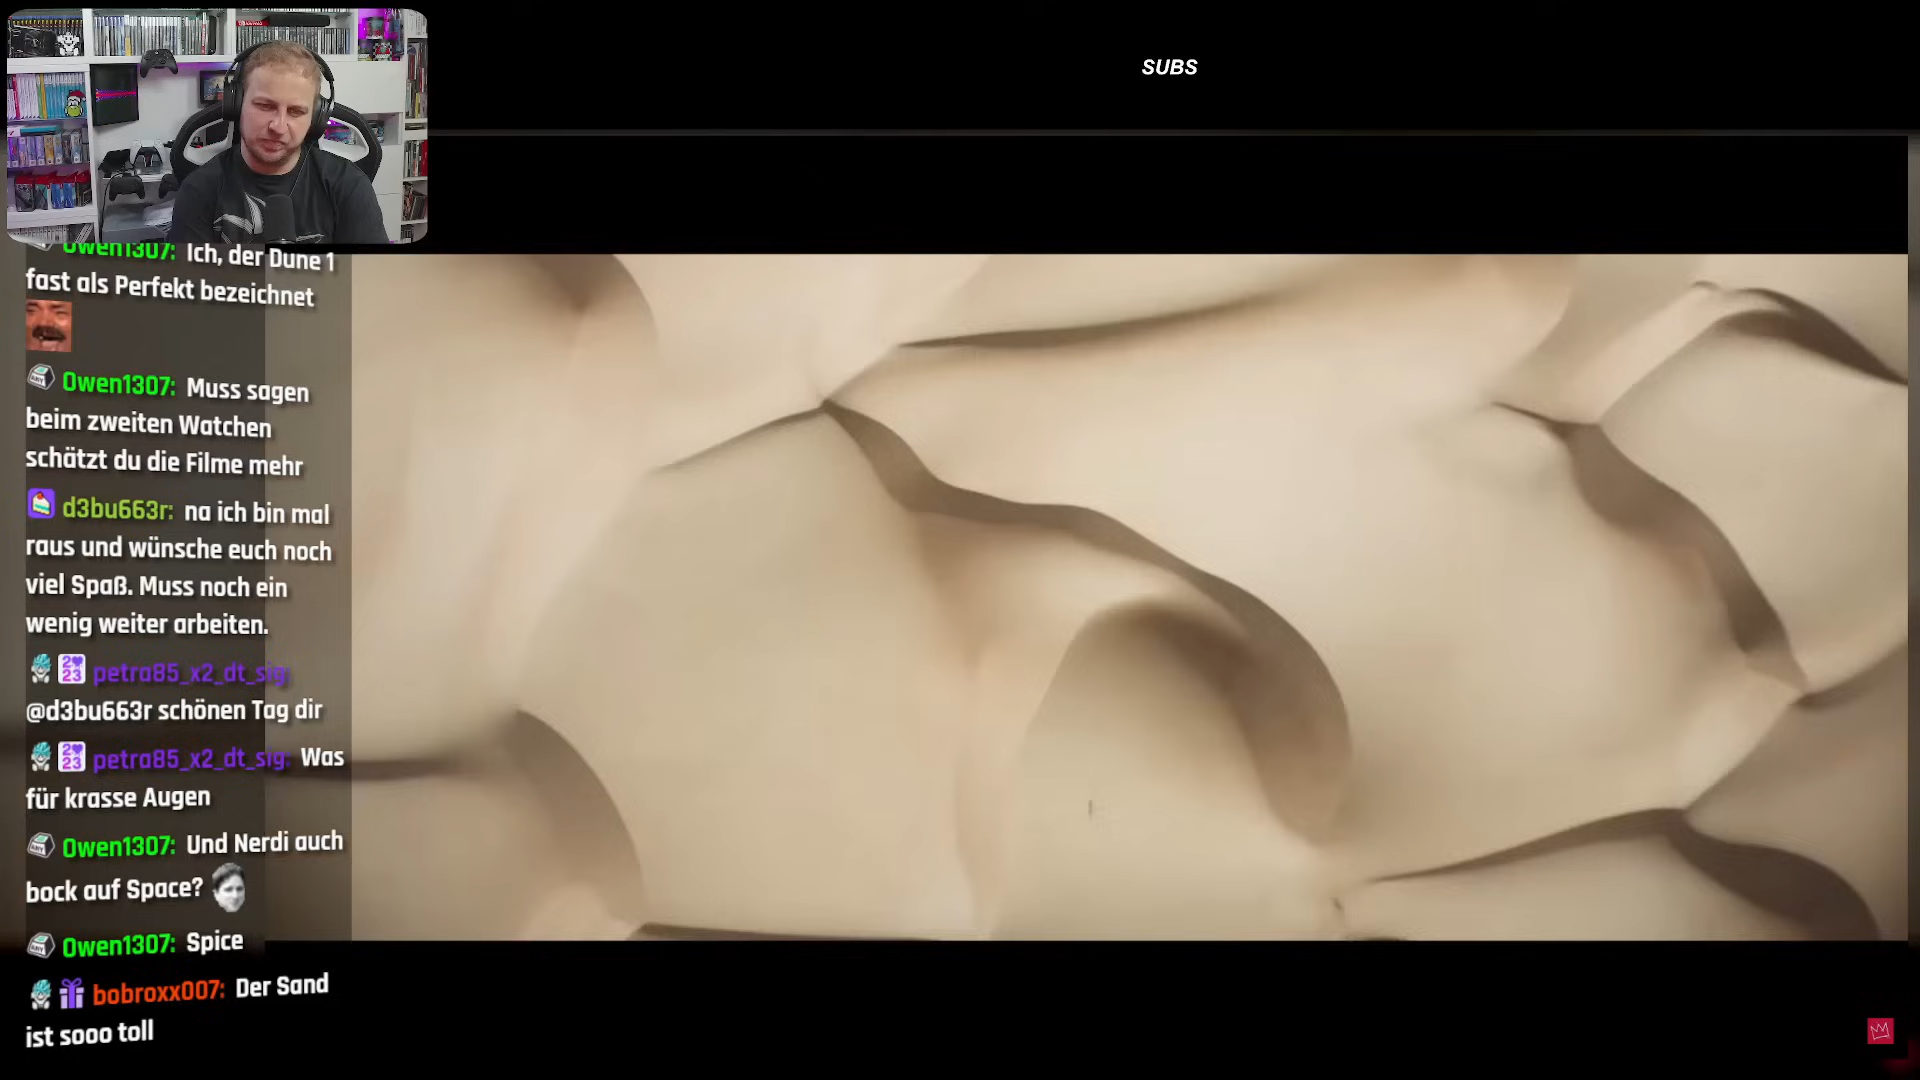 SUBS
Owen1307: Ich, der Dune 1
fast als Perfekt bezeichnet
Owen1307: Muss sagen
beim zweiten Watchen
schätzt du die Filme mehr
d3bu663r: na ich bin mal
raus und wünsche euch noch
viel Spaß. Muss noch ein
wenig weiter arbeiten.
petra85_x2_dt_sig:
@d3bu663r schönen Tag dir
petra85_x2_dt_sig: Was
für krasse Augen
Owen1307: Und Nerdi auch
bock auf Space?
Owen1307: Spice
bobroxx007: Der Sand
ist sooo toll